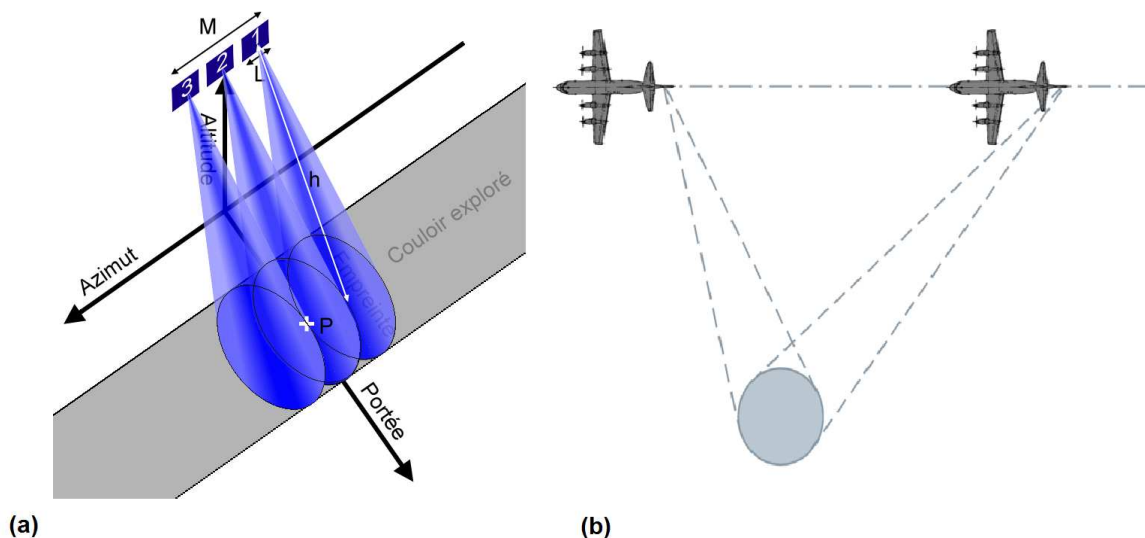 M
1
2
3
L
Altitude
h
Couloir exploré
Azimut
Empreinte
P
Portée
(a)
(b)